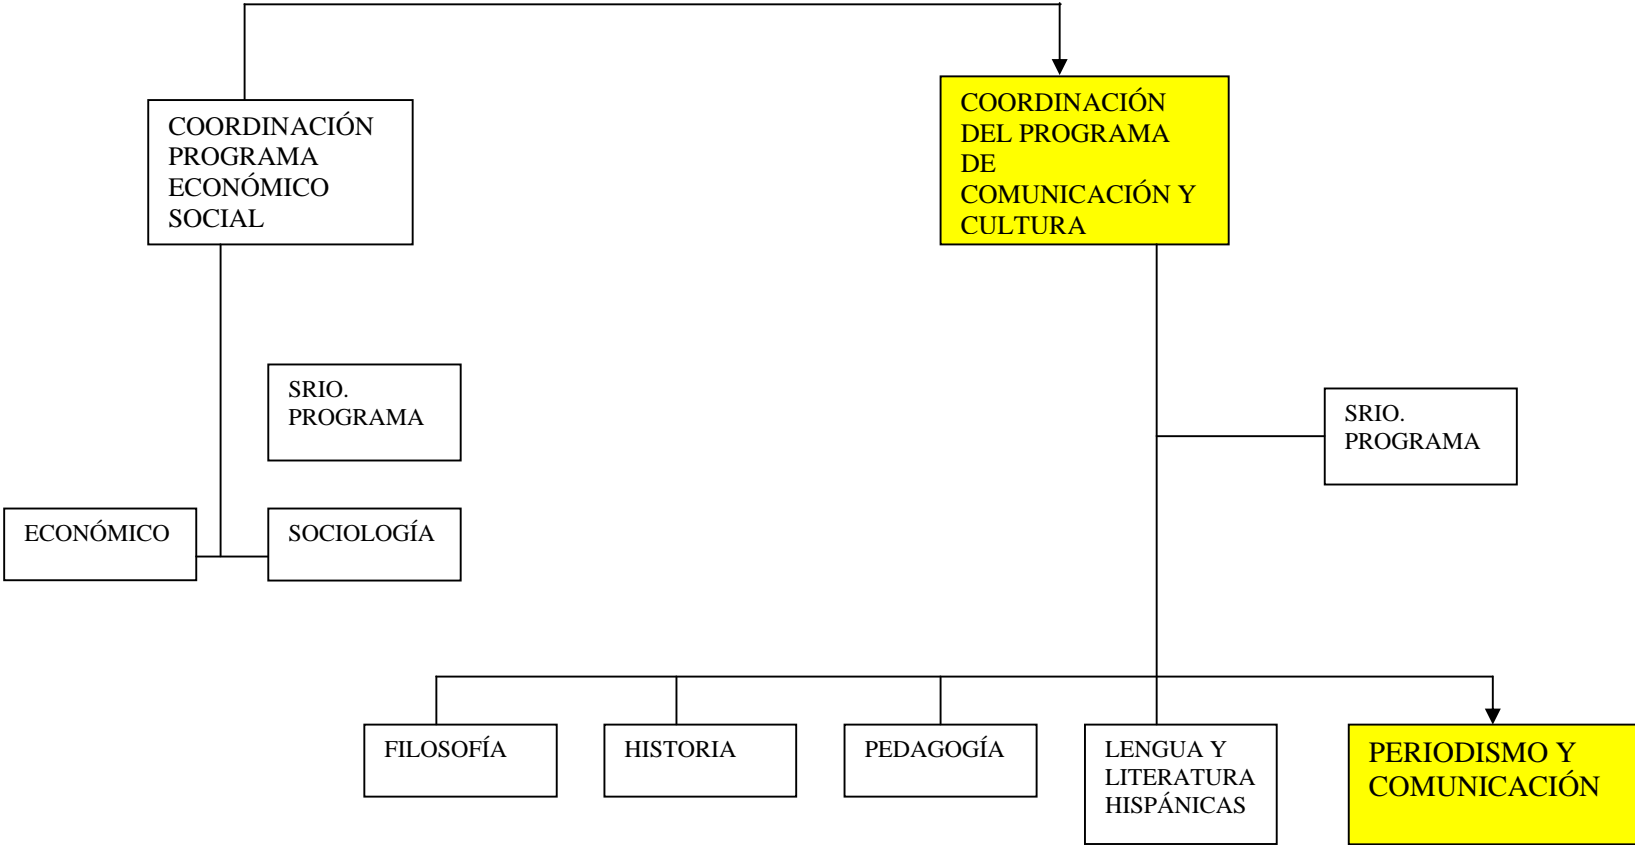 COORDINACIÓN
PROGRAMA
ECONÓMICO
SOCIAL
COORDINACIÓN
DEL PROGRAMA
DE
COMUNICACIÓN Y
CULTURA
SRIO.
PROGRAMA
SRIO.
PROGRAMA
ECONÓMICO
SOCIOLOGÍA
FILOSOFÍA
HISTORIA
PEDAGOGÍA
LENGUA Y
LITERATURA
HISPÁNICAS
PERIODISMO Y
COMUNICACIÓN